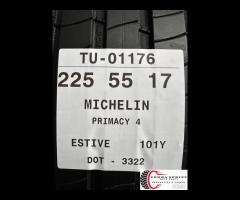 TU-01176
225 55 17
MICHELIN
PRIMACY 4
ESTIVE 101Y
DOT - 3322